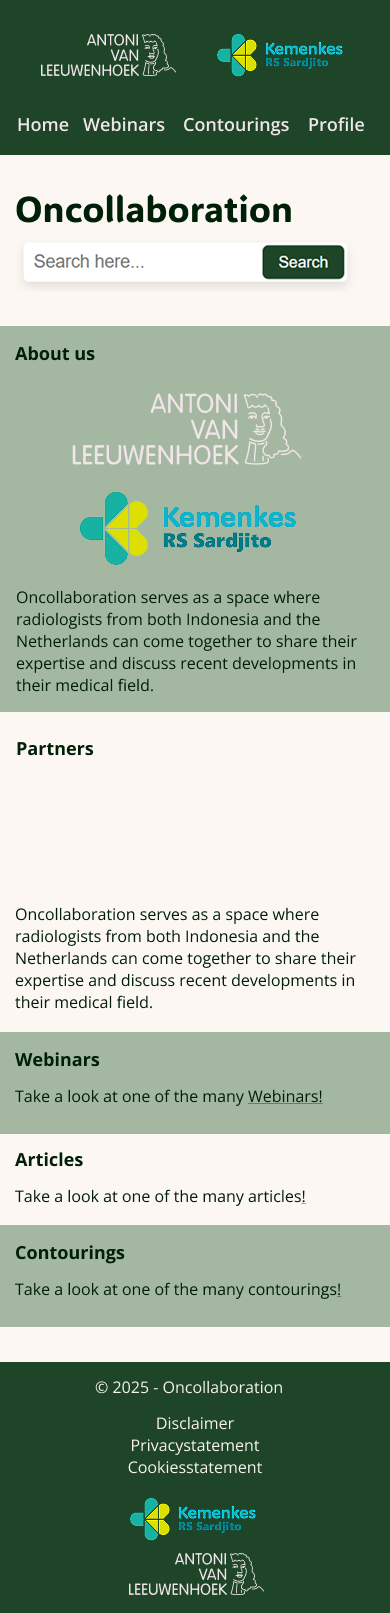 ANTONI
VAN
LEEUWENHOEK
Kemenkes
RS Sardjito
Home Webinars Contourings Profile
Oncollaboration
Search here... Search
About us
ANTONI
VAN
LEEUWENHOEK
Kemenkes
RS Sardjito
Oncollaboration serves as a space where
radiologists from both Indonesia and the
Netherlands can come together to share their
expertise and discuss recent developments in
their medical field.
Partners
Oncollaboration serves as a space where
radiologists from both Indonesia and the
Netherlands can come together to share their
expertise and discuss recent developments in
their medical field.
Webinars
Take a look at one of the many Webinars!
Articles
Take a look at one of the many articles!
Contourings
Take a look at one of the many contourings!
© 2025 - Oncollaboration
Disclaimer
Privacystatement
Cookiesstatement
Kemenkes
RS Sardjito
ANTONI
VAN
LEEUWENHOEK